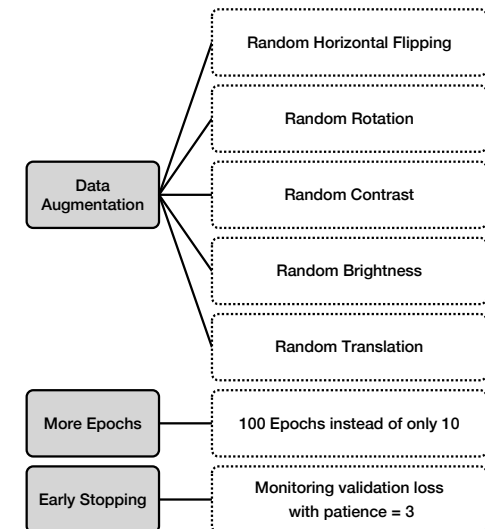 Random Horizontal Flipping
Random Rotation
Data
Augmentation
Random Contrast
Random Brightness
Random Translation
More Epochs
100 Epochs instead of only 10
Early Stopping
Monitoring validation loss
with patience = 3